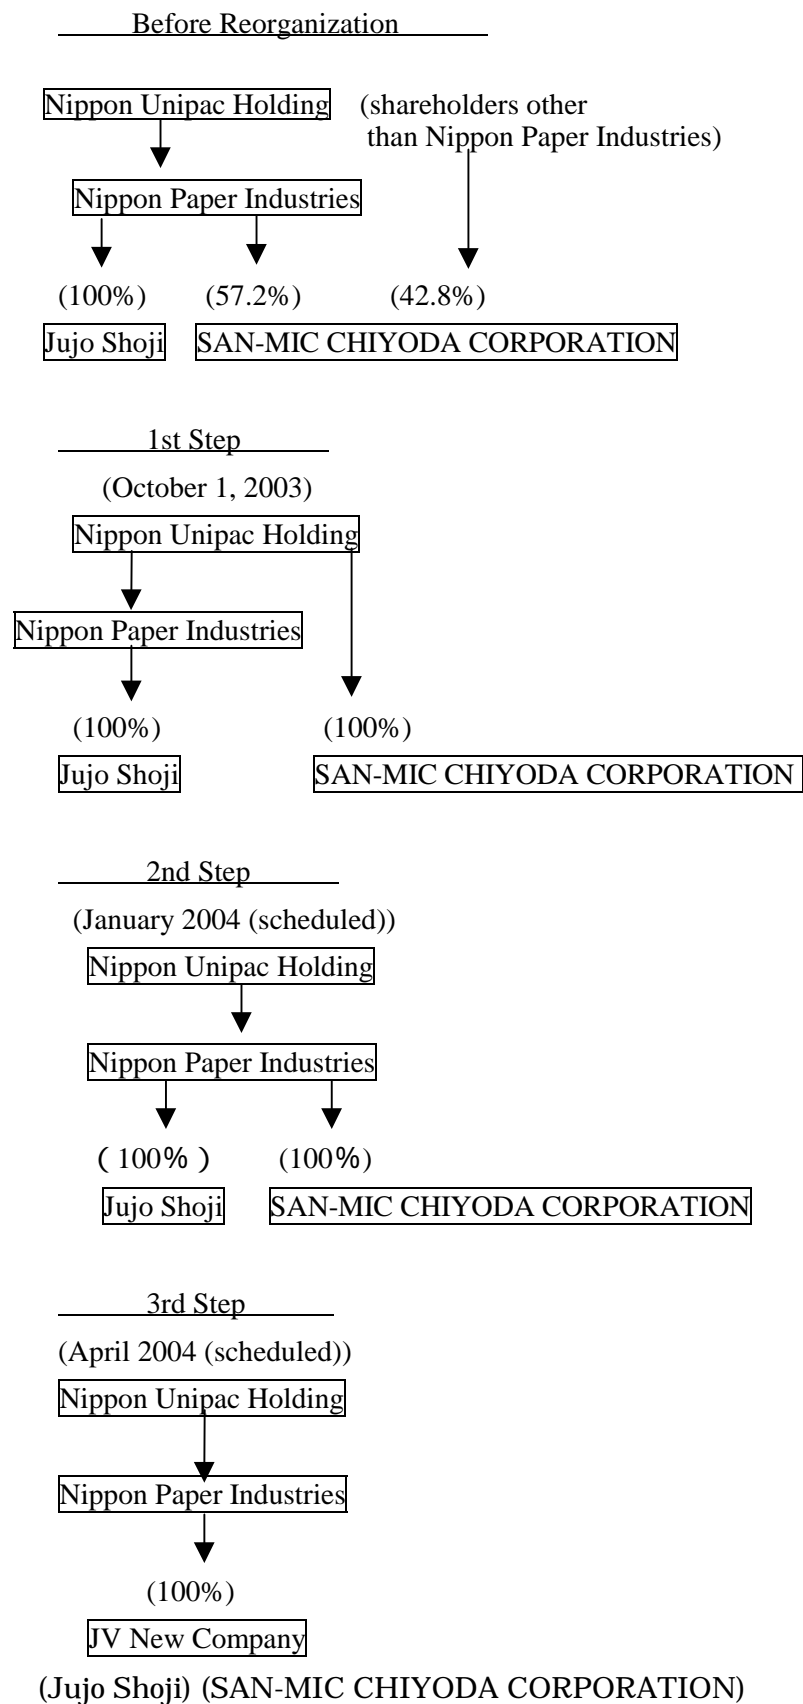 Before Reorganization
Nippon Unipac Holding (shareholders other
than Nippon Paper Industries)
Nippon Paper Industries
(100%) (57.2%) (42.8%)
Jujo Shoji SAN-MIC CHIYODA CORPORATION
1st Step
(October 1, 2003)
Nippon Unipac Holding
Nippon Paper Industries
(100%) (100%)
Jujo Shoji SAN-MIC CHIYODA CORPORATION
2nd Step
(January 2004 (scheduled))
Nippon Unipac Holding
Nippon Paper Industries
(100%) (100%)
Jujo Shoji SAN-MIC CHIYODA CORPORATION
3rd Step
(April 2004 (scheduled))
Nippon Unipac Holding
Nippon Paper Industries
(100%)
JV New Company
(Jujo Shoji) (SAN-MIC CHIYODA CORPORATION)